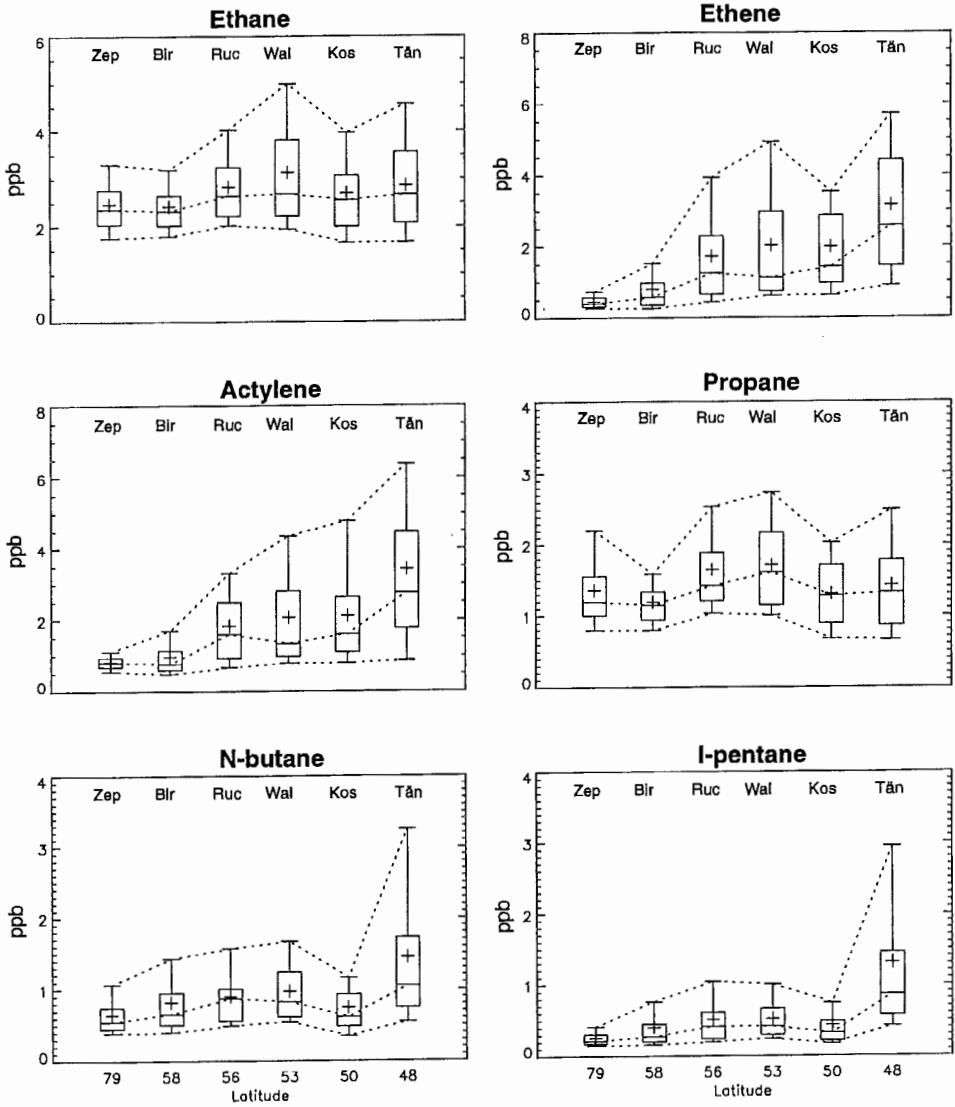 Ethane
6
Zep Bir Ruc Wal Kos Tän
4
ppb
2
0
Ethene
8
Zep Bir Ruc Wal Kos Tän
6
ppb
4
2
0
Actylene
8
Zep Bir Ruc Wal Kos Tän
6
ppb
4
2
0
Propane
4
Zep Bir Ruc Wal Kos Tän
3
ppb
2
1
0
N-butane
4
Zep Bir Ruc Wal Kos Tän
3
ppb
2
1
0
79 58 56 53 50 48
Latitude
I-pentane
4
Zep Bir Ruc Wal Kos Tän
3
ppb
2
1
0
79 58 56 53 50 48
Latitude